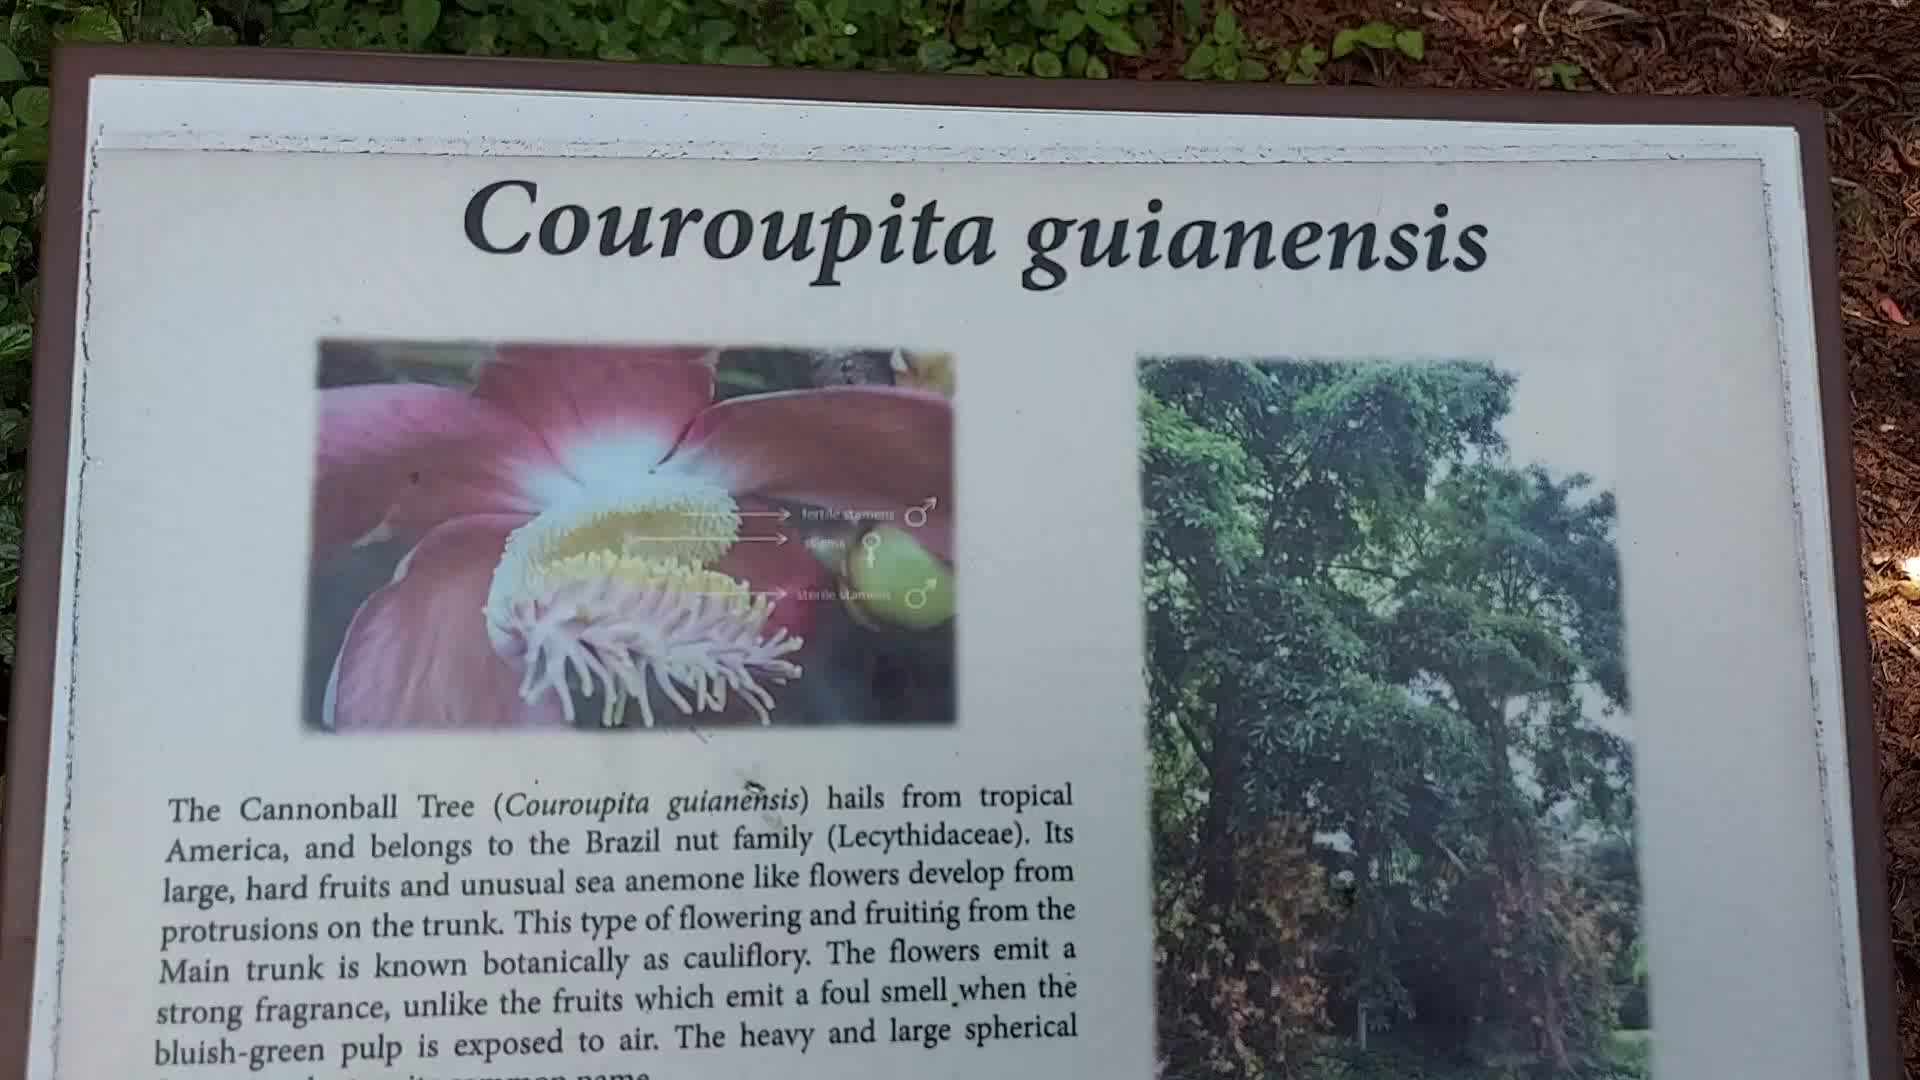 Couroupita guianensis
fertile stamens ♂
stigma ♀
sterile stamens ♂
The Cannonball Tree (Couroupita guianensis) hails from tropical
America, and belongs to the Brazil nut family (Lecythidaceae). Its
large, hard fruits and unusual sea anemone like flowers develop from
protrusions on the trunk. This type of flowering and fruiting from the
Main trunk is known botanically as cauliflory. The flowers emit a
strong fragrance, unlike the fruits which emit a foul smell when the
bluish-green pulp is exposed to air. The heavy and large spherical
its common name